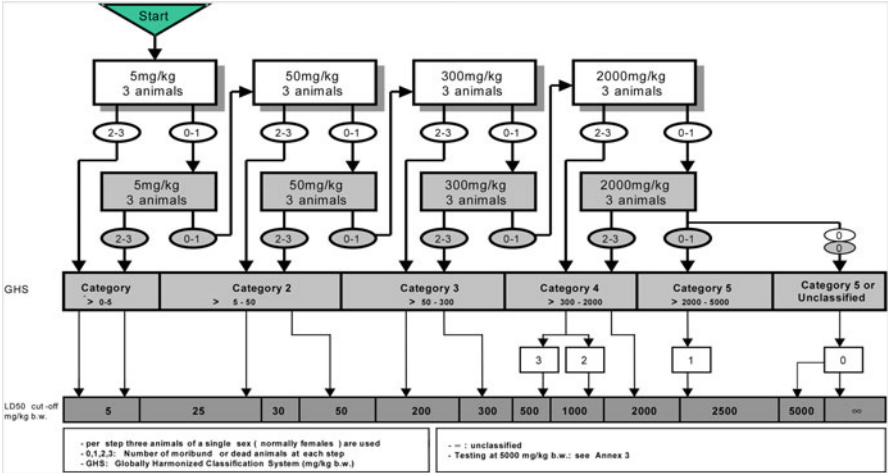 Start
5mg/kg 50mg/kg 300mg/kg 2000mg/kg
3 animals 3 animals 3 animals 3 animals
2-3 0-1 2-3 0-1 2-3 0-1 2-3 0-1
5mg/kg 50mg/kg 300mg/kg 2000mg/kg
3 animals 3 animals 3 animals 3 animals
0
2-3 0-1 2-3 0-1 2-3 0-1 2-3 0-1 0
GHS Category Category 2 Category 3 Category 4 Category 5 Category 5 or
> 0-5 > 5 - 50 > 50 - 300 > 300 - 2000 > 2000 - 5000 Unclassified
3 2 1 0
LD50 cut-off 5 25 30 50 200 300 500 1000 2000 2500 5000 ∞
mg/kg b.w.
- per step three animals of a single sex ( normally females ) are used
- 0,1,2,3: Number of moribund or dead animals at each step
- GHS: Globally Harmonized Classification System (mg/kg b.w.)
- ∞ : unclassified
- Testing at 5000 mg/kg b.w.: see Annex 3